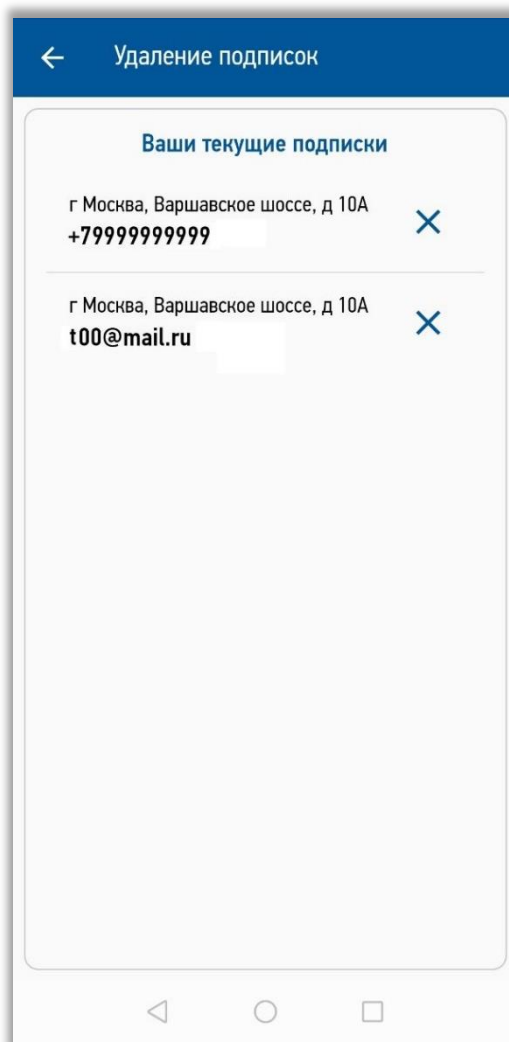 Удаление подписок
Ваши текущие подписки
г Москва, Варшавское шоссе, д 10А
+79999999999
г Москва, Варшавское шоссе, д 10А
t00@mail.ru